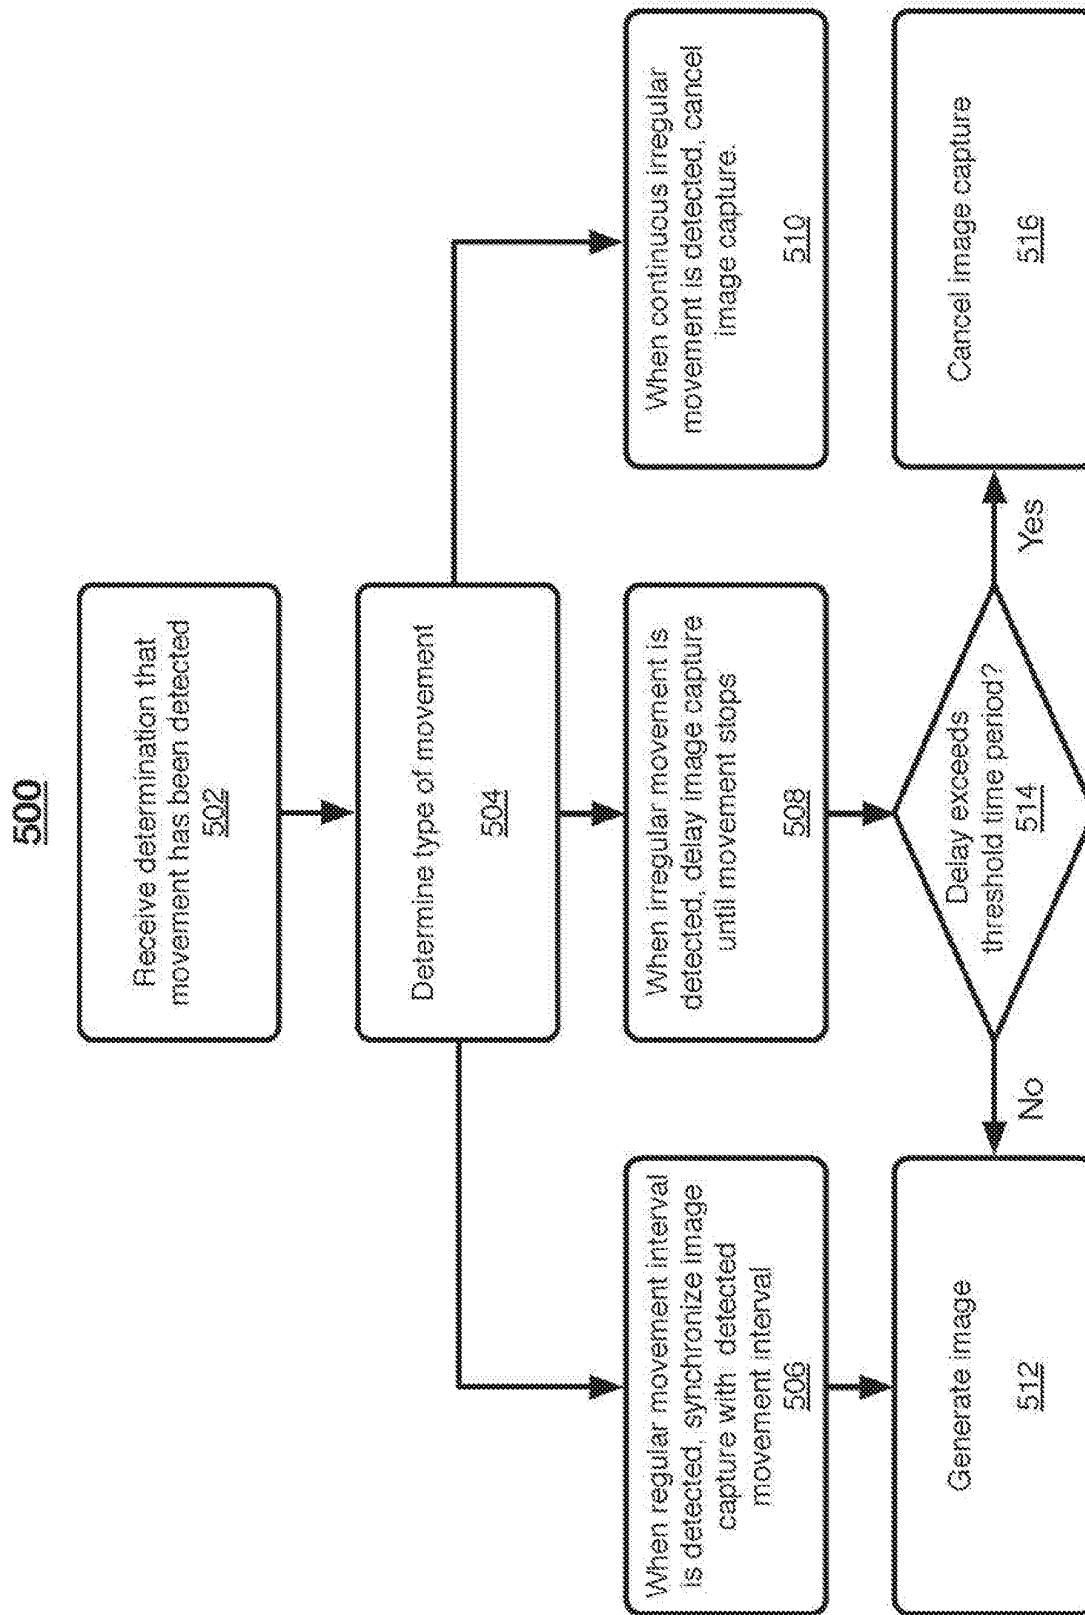 500
Receive determination that
movement has been detected
502
Determine type of movement
504
When regular movement interval
is detected, synchronize image
capture with detected
movement interval
506
When irregular movement is
detected, delay image capture
until movement stops
508
When continuous irregular
movement is detected, cancel
image capture.
510
Generate image
512
No
Delay exceeds
threshold time period?
514
Yes
Cancel image capture
516